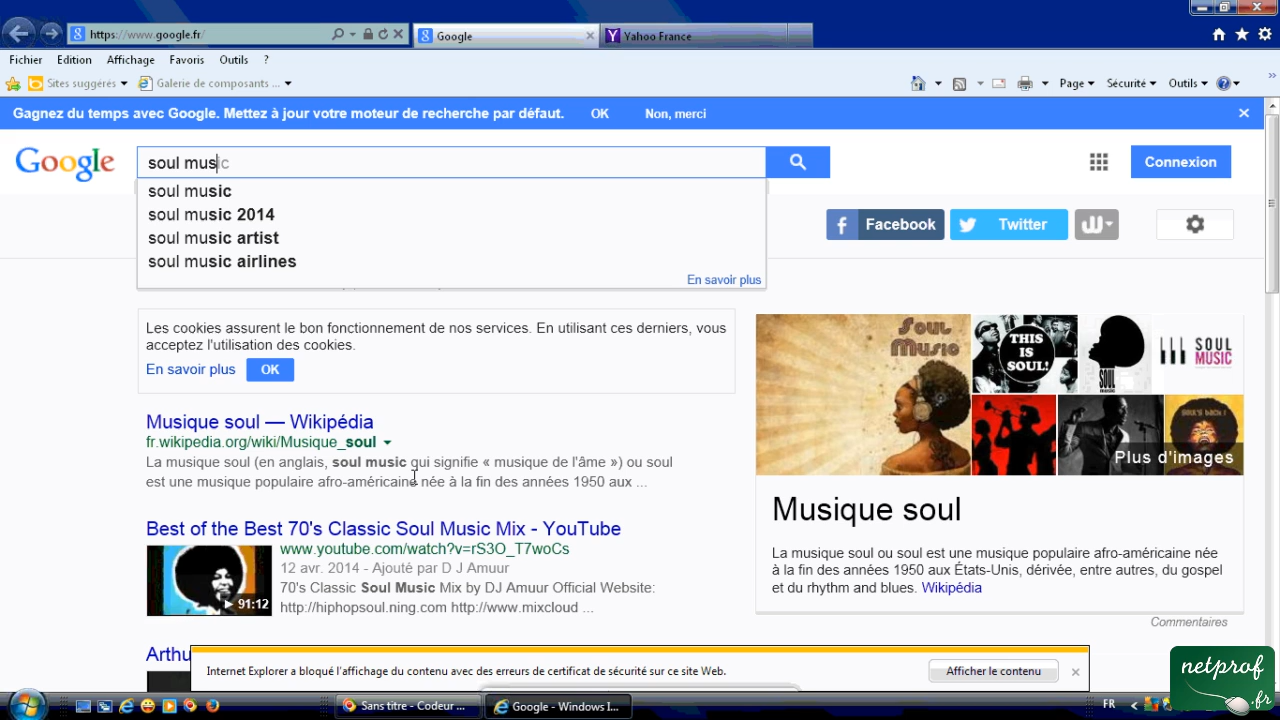 https://www.google.fr/
Google
Yahoo France
Fichier Edition Affichage Favoris Outils ?
Sites suggérés Galerie de composants ...
Page Sécurité Outils
Gagnez du temps avec Google. Mettez à jour votre moteur de recherche par défaut. OK Non, merci
Google
soul music
Connexion
soul music
soul music 2014
soul music artist
soul music airlines
En savoir plus
Facebook Twitter
Les cookies assurent le bon fonctionnement de nos services. En utilisant ces derniers, vous
acceptez l'utilisation des cookies.
En savoir plus OK
Musique soul — Wikipédia
fr.wikipedia.org/wiki/Musique_soul
La musique soul (en anglais, soul music qui signifie « musique de l'âme ») ou soul
est une musique populaire afro-américaine née à la fin des années 1950 aux ...
Best of the Best 70's Classic Soul Music Mix - YouTube
www.youtube.com/watch?v=rS3O_T7woCs
12 avr. 2014 - Ajouté par D J Amuur
70's Classic Soul Music Mix by DJ Amuur Official Website:
http://hiphopsoul.ning.com http://www.mixcloud ...
91:12
Arthu
SOUL
MUSIC
THIS
IS
SOUL!
SOUL
SOUL
MUSIC
Plus d'images
Musique soul
La musique soul ou soul est une musique populaire afro-américaine née
à la fin des années 1950 aux États-Unis, dérivée, entre autres, du gospel
et du rhythm and blues. Wikipédia
Commentaires
Internet Explorer a bloqué l'affichage du contenu avec des erreurs de certificat de sécurité sur ce site Web. Afficher le contenu
netprof
.fr
Sans titre - Codeur ... Google - Windows I... FR